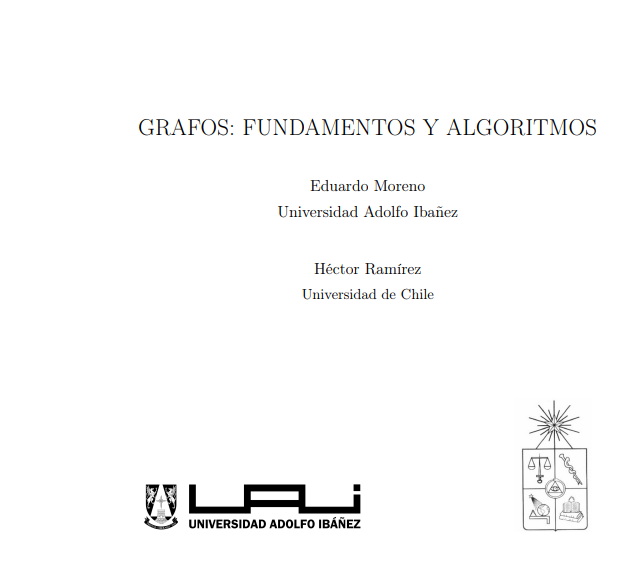 GRAFOS: FUNDAMENTOS Y ALGORITMOS
Eduardo Moreno
Universidad Adolfo Ibañez
Héctor Ramírez
Universidad de Chile
UAI
UNIVERSIDAD ADOLFO IBÁÑEZ